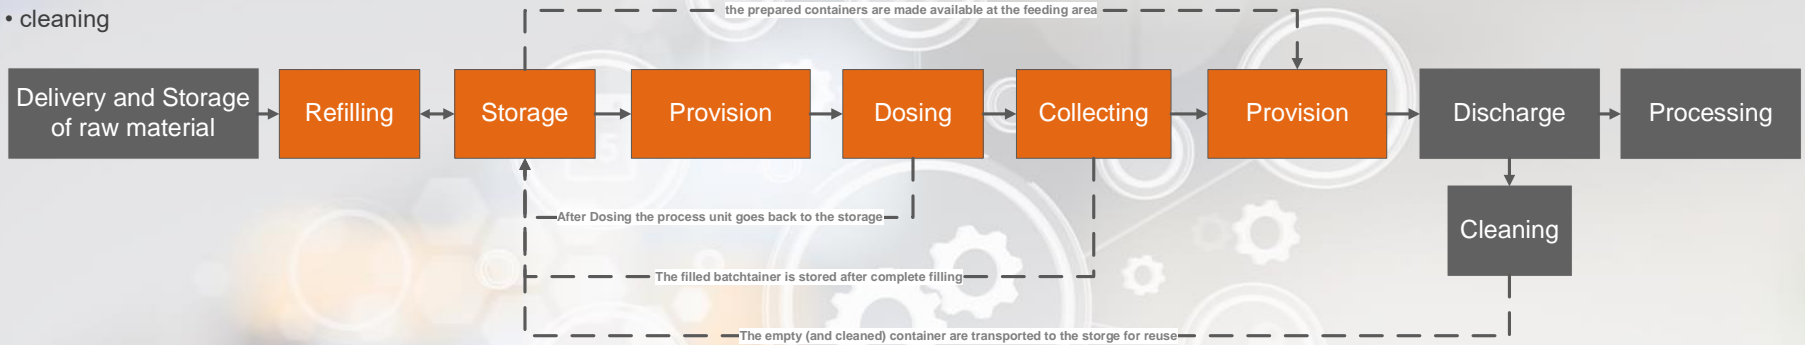 the prepared containers are made available at the feeding area
• cleaning
Delivery and Storage
of raw material
Refilling
Storage
Provision
Dosing
Collecting
Provision
Discharge
Processing
Cleaning
After Dosing the process unit goes back to the storage
The filled batchtainer is stored after complete filling
The empty (and cleaned) container are transported to the storge for reuse